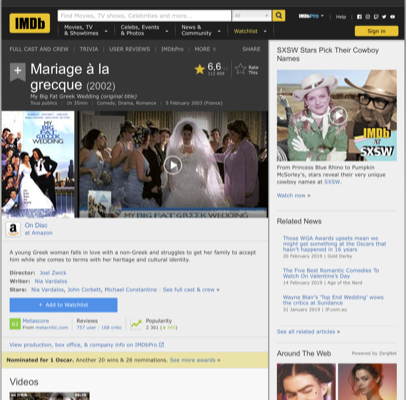 IMDb
Find Movies, TV shows, Celebrities and more...
All
IMDbPro
Help
Movies, TV
& Showtimes
Celebs, Events
& Photos
News &
Community
Watchlist
Sign in
FULL CAST AND CREW | TRIVIA | USER REVIEWS | IMDbPro | MORE
SHARE
Mariage à la
grecque (2002)
My Big Fat Greek Wedding (original title)
Tous publics | 1h 35min | Comedy, Drama, Romance | 5 February 2003 (France)
6,6
Rate
This
MY
BIG FAT
GREEK
WEDDING
MY BIG FAT GREEK WEDDING
On Disc
at Amazon
A young Greek woman falls in love with a non-Greek and struggles to get her family to accept
him while she comes to terms with her heritage and cultural identity.
Director: Joel Zwick
Writer: Nia Vardalos
Stars: Nia Vardalos, John Corbett, Michael Constantine | See full cast & crew »
+ Add to Watchlist
62
Metascore
From metacritic.com
Reviews
757 user | 168 critic
Popularity
2 361
View production, box office, & company info on IMDbPro
Nominated for 1 Oscar. Another 20 wins & 28 nominations. See more awards »
Videos
SXSW Stars Pick Their Cowboy
Names
IMDb
AT
SXSW
From Princess Blue Rhino to Pumpkin
McSorley's, stars reveal their very unique
cowboy names at SXSW.
Watch now »
Related News
Those WGA Awards upsets mean we
might get something at the Oscars that
hasn't happened in 16 years
20 February 2019 | Gold Derby
The Five Best Romantic Comedies To
Watch On Valentine's Day
14 February 2019 | Age of the Nerd
Wayne Blair's 'Top End Wedding' wows
the critics at Sundance
31 January 2019 | IF.com.au
See all related articles »
Around The Web
Powered by ZergNet